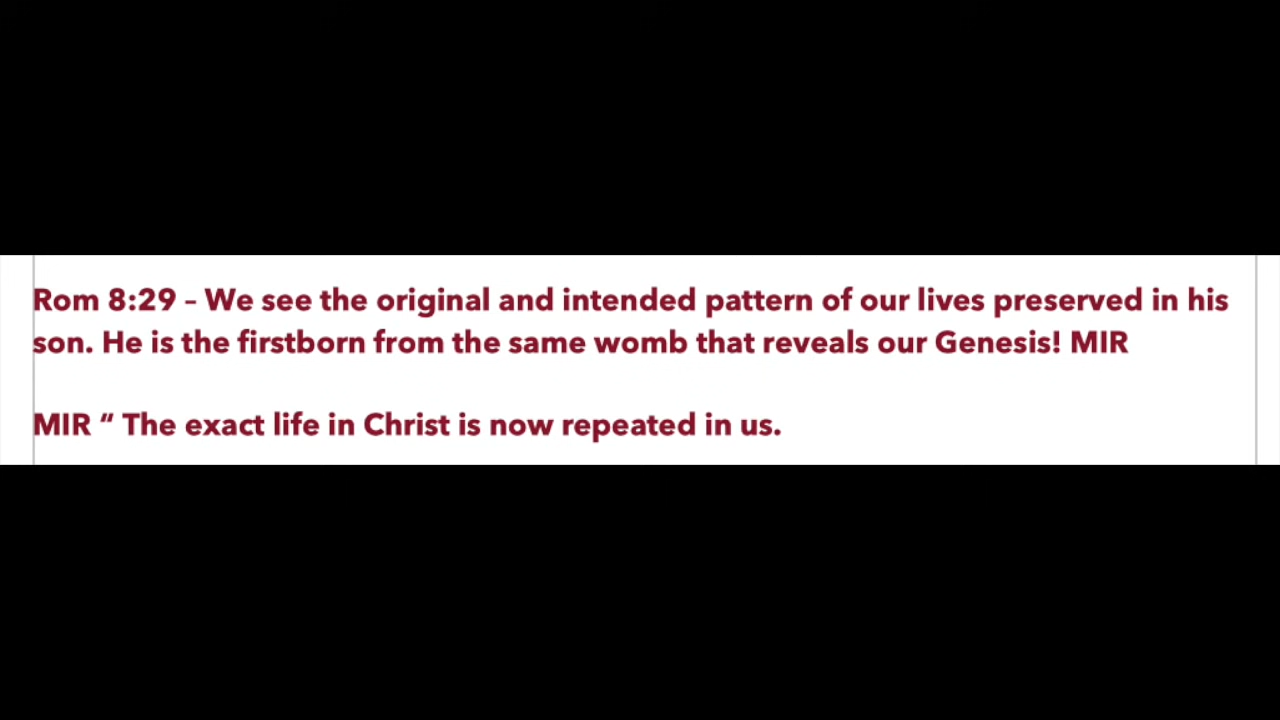 Rom 8:29 – We see the original and intended pattern of our lives preserved in his
son. He is the firstborn from the same womb that reveals our Genesis! MIR
MIR “ The exact life in Christ is now repeated in us.